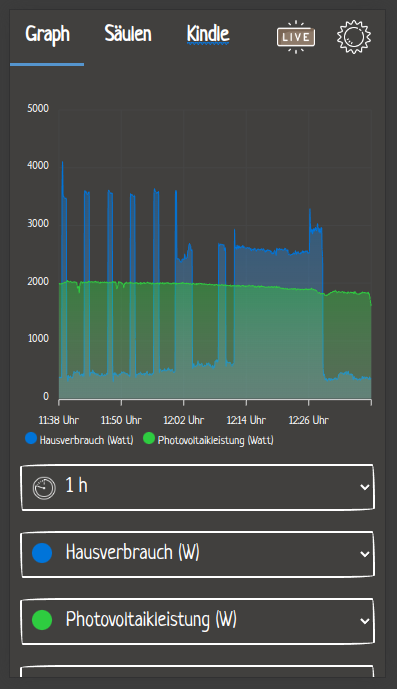 Graph Säulen Kindle LIVE
5000
4000
3000
2000
1000
0
11:38 Uhr 11:50 Uhr 12:02 Uhr 12:14 Uhr 12:26 Uhr
Hausverbrauch (Watt) Photovoltaikleistung (Watt)
1 h
Hausverbrauch (W)
Photovoltaikleistung (W)